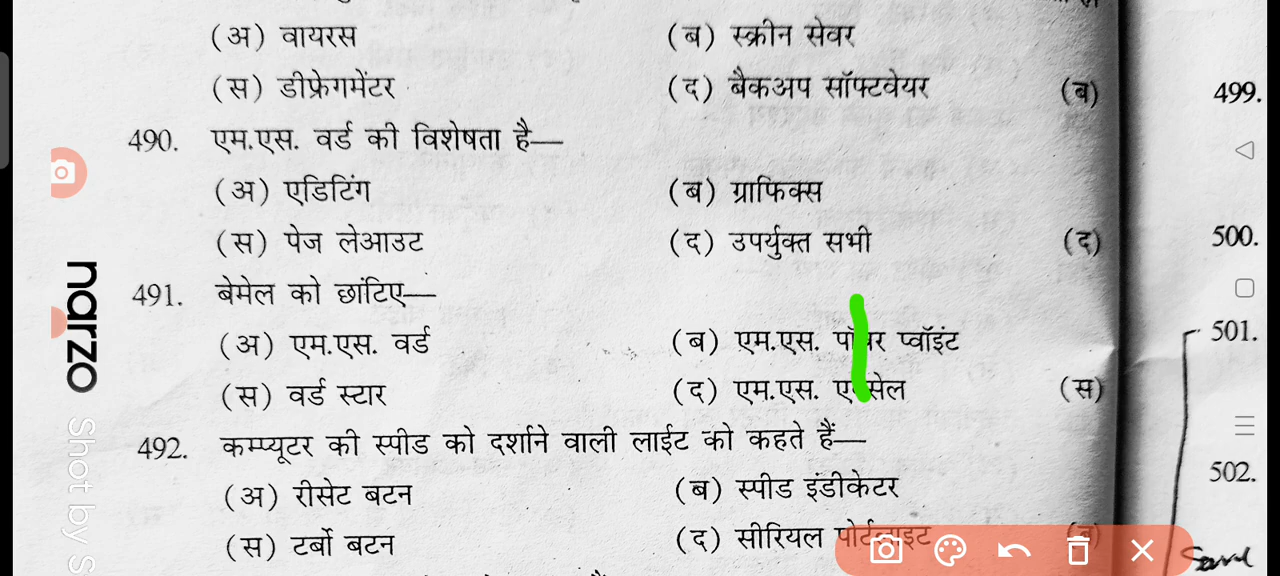 (अ) वायरस (ब) स्क्रीन सेवर
(स) डीफ्रेगमेंटर (द) बैकअप सॉफ्टवेयर (ब)
499.
490. एम.एस. वर्ड की विशेषता है—
(अ) एडिटिंग (ब) ग्राफिक्स
(स) पेज लेआउट (द) उपर्युक्त सभी (द)
500.
491. बेमेल को छांटिए—
(अ) एम.एस. वर्ड (ब) एम.एस. प्वॉइंट
501.
(स) वर्ड स्टार (द) एम.एस. (स)
492. कम्प्यूटर की स्पीड को दर्शाने वाली लाईट को कहते हैं—
502.
(अ) रीसेट बटन (ब) स्पीड इंडीकेटर
(स) टर्बो बटन (द) सीरियल
narzo
Shot by